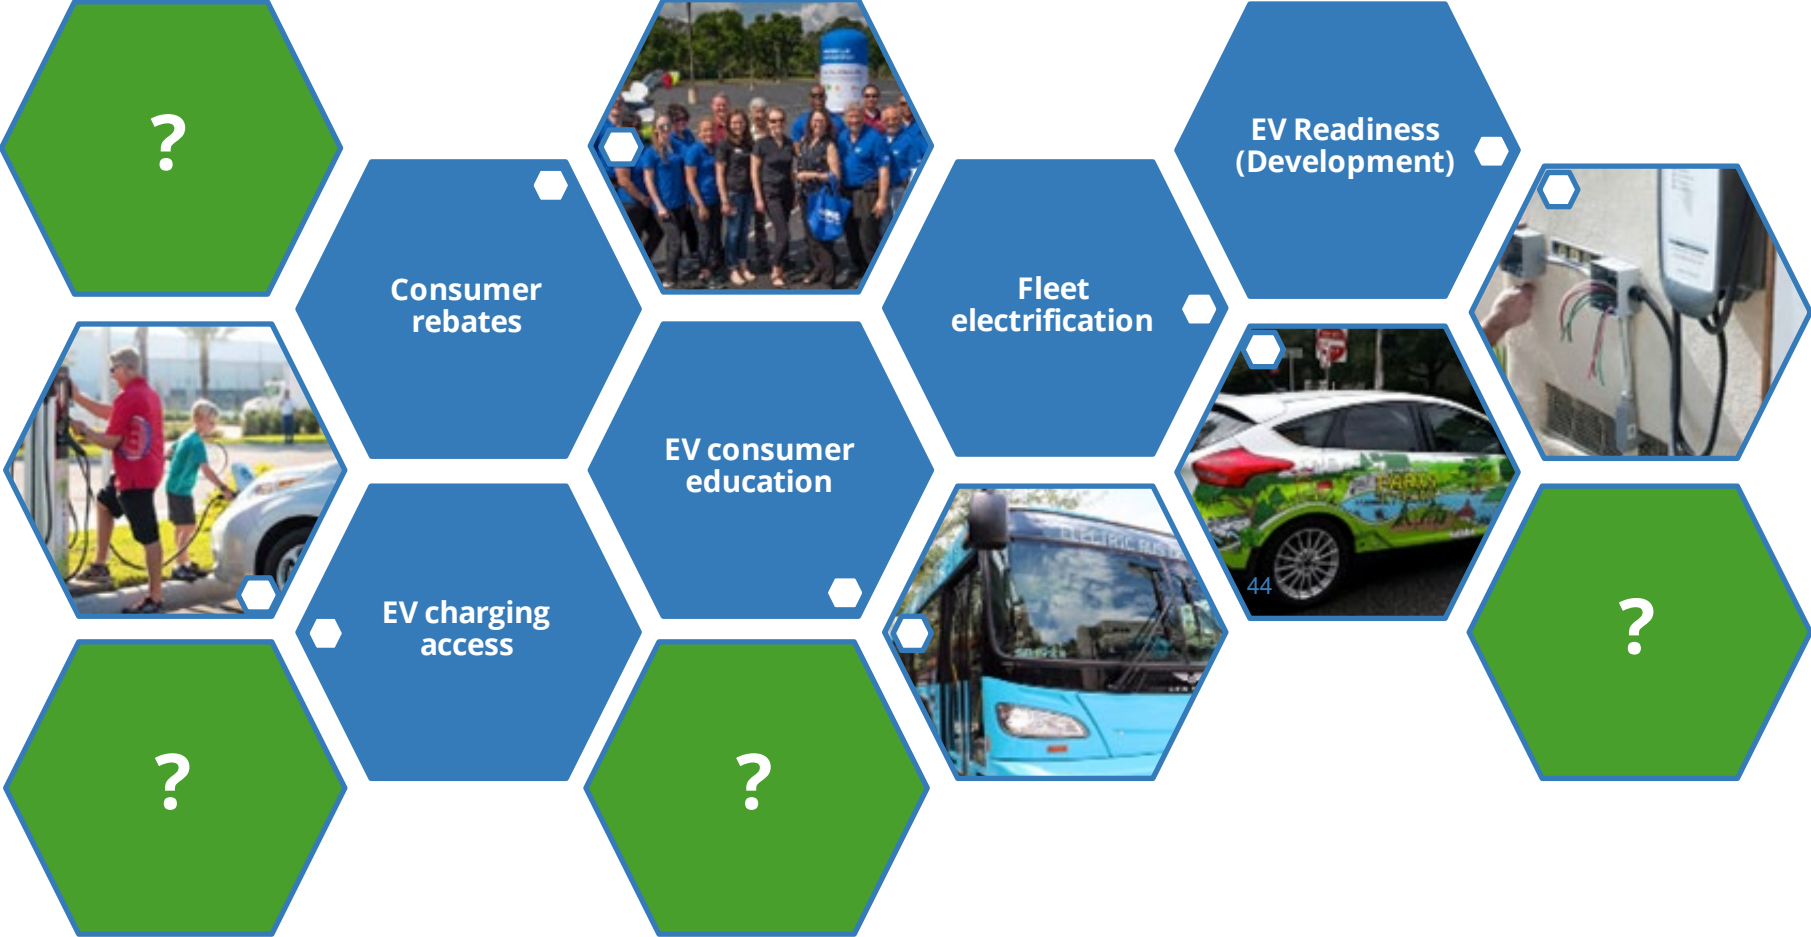 ?
EV Readiness
(Development)
Consumer
rebates
Fleet
electrification
EV consumer
education
44
EV charging
access
?
?
?